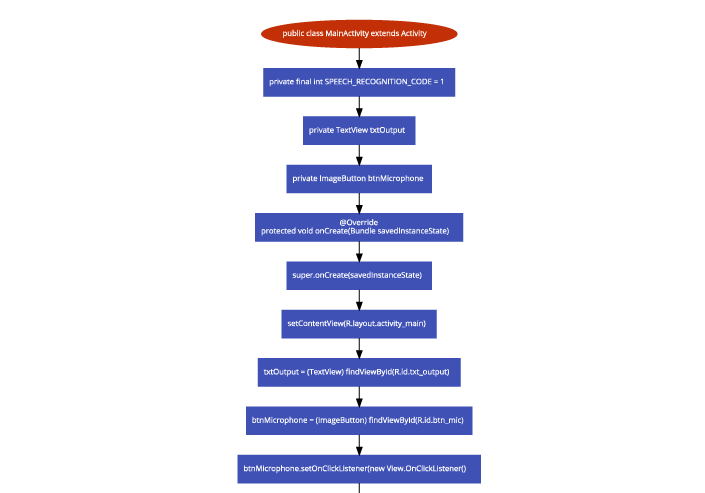 public class MainActivity extends Activity
private final int SPEECH_RECOGNITION_CODE = 1
private TextView txtOutput
private ImageButton btnMicrophone
@Override
protected void onCreate(Bundle savedInstanceState)
super.onCreate(savedInstanceState)
setContentView(R.layout.activity_main)
txtOutput = (TextView) findViewById(R.id.txt_output)
btnMicrophone = (ImageButton) findViewById(R.id.btn_mic)
btnMicrophone.setOnClickListener(new View.OnClickListener()